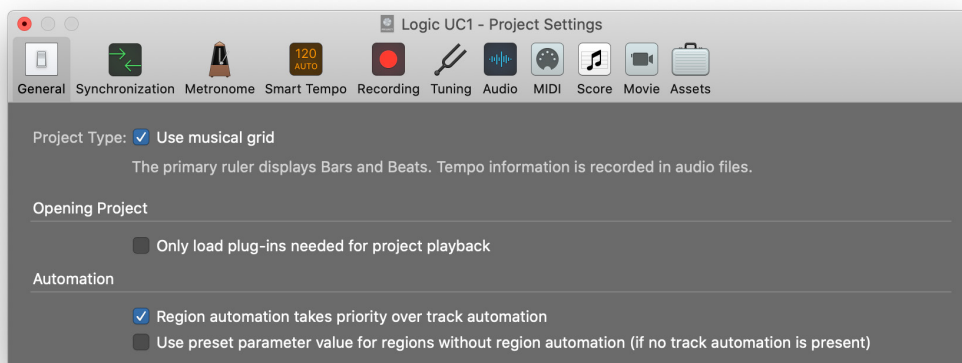 Logic UC1 - Project Settings
120
AUTO
General Synchronization Metronome Smart Tempo Recording Tuning Audio MIDI Score Movie Assets
Project Type: Use musical grid
The primary ruler displays Bars and Beats. Tempo information is recorded in audio files.
Opening Project
Only load plug-ins needed for project playback
Automation
Region automation takes priority over track automation
Use preset parameter value for regions without region automation (if no track automation is present)